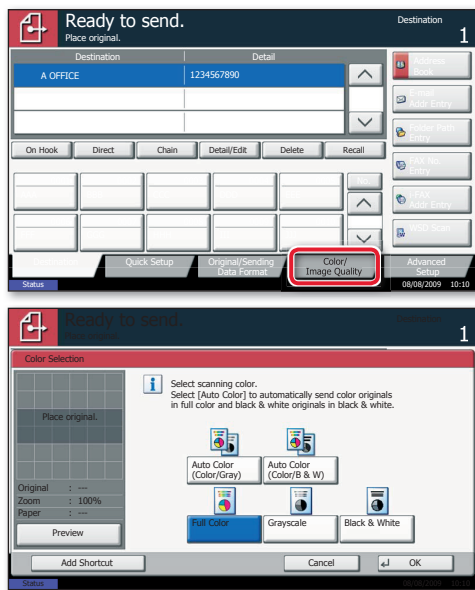 Ready to send.
Place original.
Destination
1
Destination
Detail
A OFFICE
1234567890
Address
Book
E-mail
Addr Entry
Folder Path
Entry
FAX No.
Entry
i-FAX
Addr Entry
WSD Scan
On Hook
Direct
Chain
Detail/Edit
Delete
Recall
No.
Destination
Quick Setup
Original/Sending
Data Format
Color/
Image Quality
Advanced
Setup
Status
08/08/2009 10:10
Ready to send.
Place original.
Destination
1
Color Selection
Place original.
i
Select scanning color.
Select [Auto Color] to automatically send color originals
in full color and black & white originals in black & white.
Auto Color
(Color/Gray)
Auto Color
(Color/B & W)
Original : ---
Zoom : 100%
Paper : ---
Full Color
Grayscale
Black & White
Preview
Add Shortcut
Cancel
OK
Status
08/08/2009 10:10